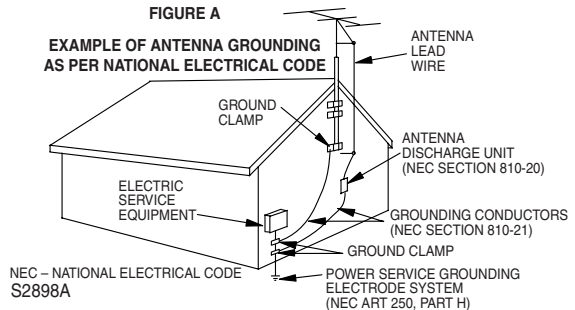 FIGURE A
EXAMPLE OF ANTENNA GROUNDING
AS PER NATIONAL ELECTRICAL CODE
ANTENNA
LEAD
WIRE
GROUND
CLAMP
ANTENNA
DISCHARGE UNIT
(NEC SECTION 810-20)
ELECTRIC
SERVICE
EQUIPMENT
GROUNDING CONDUCTORS
(NEC SECTION 810-21)
GROUND CLAMP
POWER SERVICE GROUNDING
ELECTRODE SYSTEM
(NEC ART 250, PART H)
NEC – NATIONAL ELECTRICAL CODE
S2898A